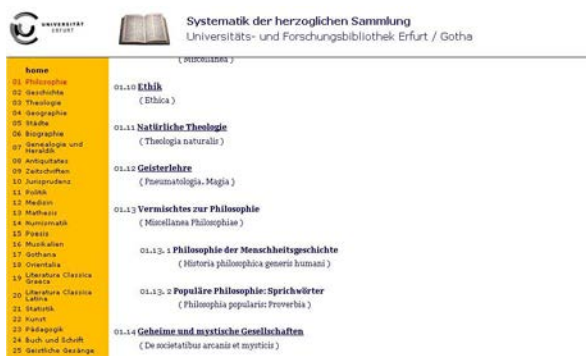 UNIVERSITÄT
ERFURT
Systematik der herzoglichen Sammlung
Universitäts- und Forschungsbibliothek Erfurt / Gotha
home
01 Philosophie
02 Geschichte
03 Theologie
04 Geographie
05 Städte
06 Biographie
07 Genealogie und
Heraldik
08 Antiquitates
09 Zeitschriften
10 Jurisprudenz
11 Politik
12 Medizin
13 Mathesis
14 Numismatik
15 Poesis
16 Musikalien
17 Gothana
18 Orientalia
19 Literatura Classica
Graeca
20 Literatura Classica
Latina
21 Statistik
22 Kunst
23 Pädagogik
24 Buch und Schrift
25 Geistliche Gesänge
( Miscellanea )
01.10 Ethik
( Ethica )
01.11 Natürliche Theologie
( Theologia naturalis )
01.12 Geisterlehre
( Pneumatologia. Magia )
01.13 Vermischtes zur Philosophie
( Miscellanea Philosophiae )
01.13. 1 Philosophie der Menschheitsgeschichte
( Historia philosophica generis humani )
01.13. 2 Populäre Philosophie: Sprichwörter
( Philosophia popularis: Proverbia )
01.14 Geheime und mystische Gesellschaften
( De societatibus arcanis et mysticis )